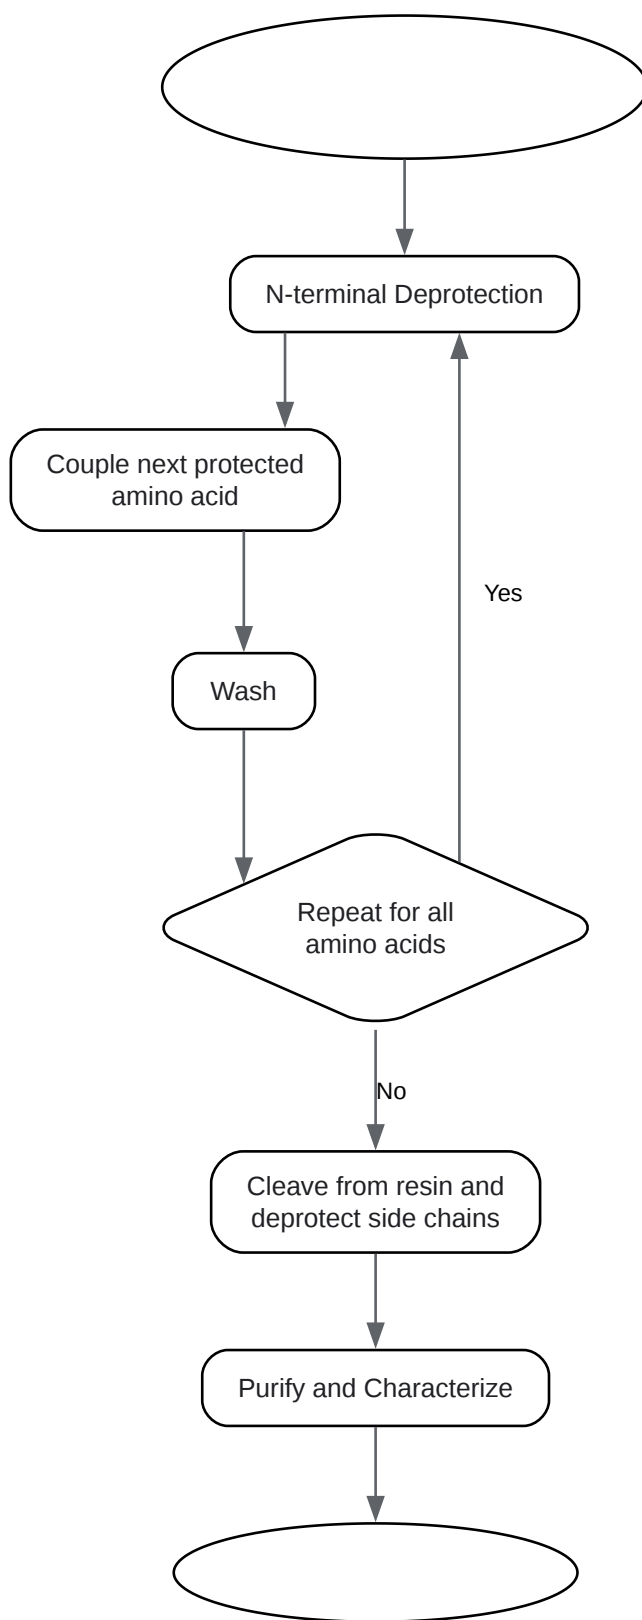 N-terminal Deprotection
Couple next protected
amino acid
Yes
Wash
Repeat for all
amino acids
No
Cleave from resin and
deprotect side chains
Purify and Characterize